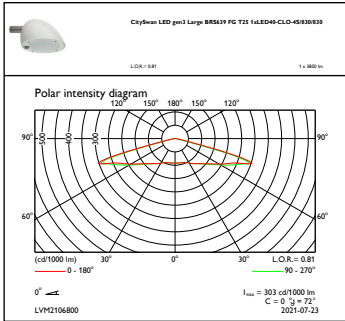 CitySwan LED gen3 Large BRS639 FG T25 1xLED40-CLO-4S/830/830
L.O.R.= 0.81
1 x 3800 lm
Polar intensity diagram
120° 150° 180° 150° 120°
90° 500 400 300 90°
60° 60°
(cd/1000 lm) 30° 0° 30° L.O.R.= 0.81
0 - 180° 90 - 270°
0° Imax = 303 cd/1000 lm
C = 0 °g = 72°
LVM2106800 2021-07-23